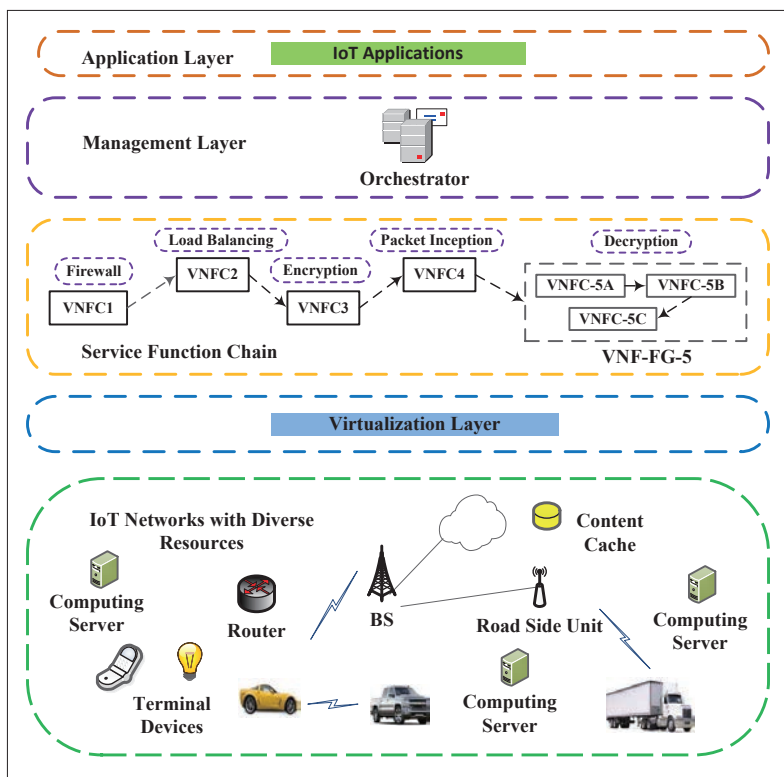 Application Layer
IoT Applications
Management Layer
Orchestrator
Firewall
Load Balancing
Encryption
Packet Inception
Decryption
VNFC1
VNFC2
VNFC3
VNFC4
VNFC-5A
VNFC-5B
VNFC-5C
Service Function Chain
VNF-FG-5
Virtualization Layer
IoT Networks with Diverse
Resources
Content
Cache
Computing
Server
Router
BS
Road Side Unit
Computing
Server
Terminal
Devices
Computing
Server